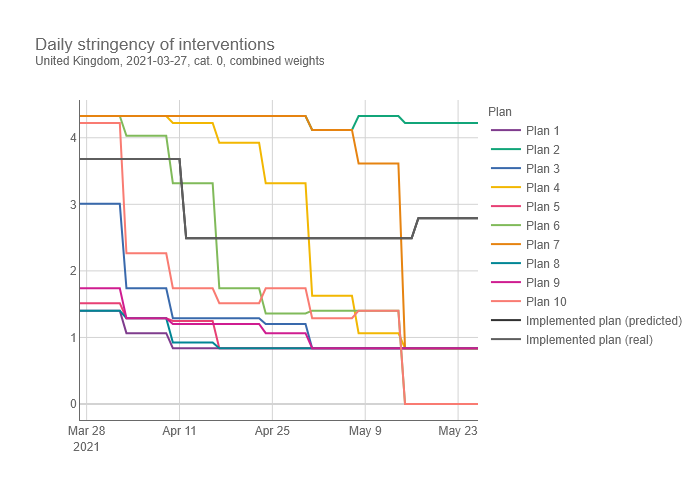 Daily stringency of interventions
United Kingdom, 2021-03-27, cat. 0, combined weights
Plan
Plan 1
Plan 2
Plan 3
Plan 4
Plan 5
Plan 6
Plan 7
Plan 8
Plan 9
Plan 10
Implemented plan (predicted)
Implemented plan (real)
4
3
2
1
0
Mar 28 Apr 11 Apr 25 May 9 May 23
2021